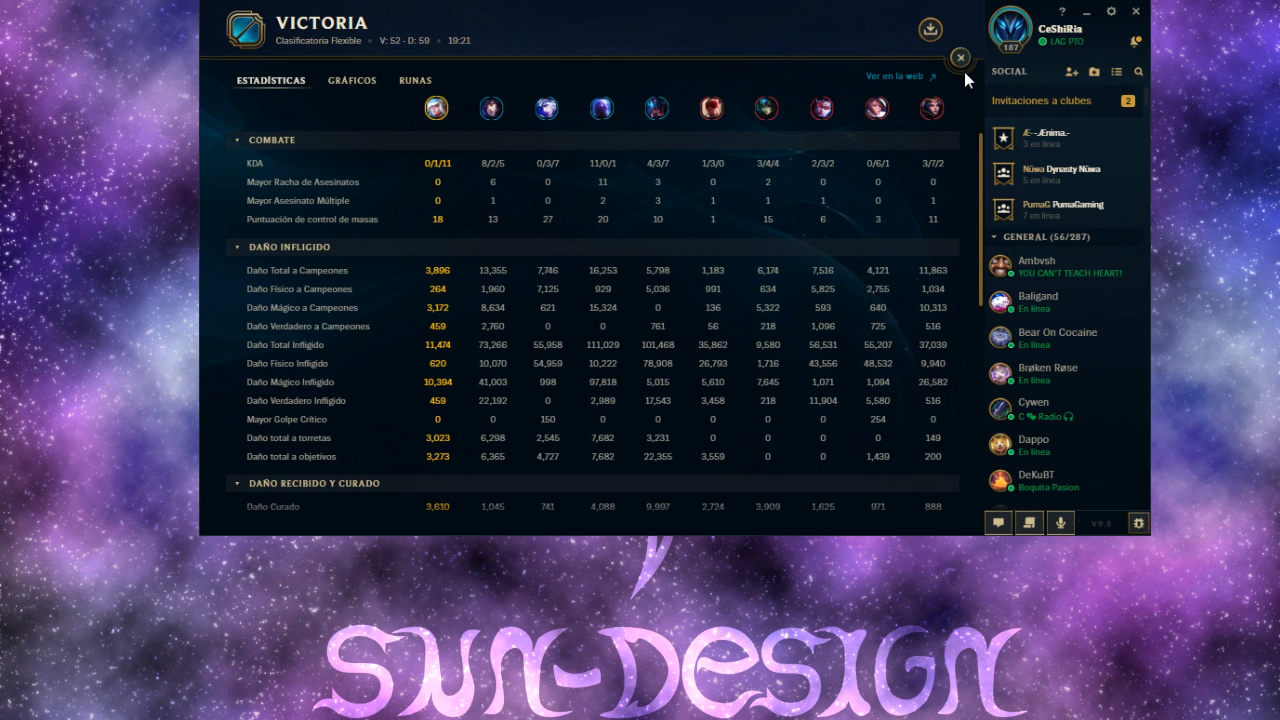 VICTORIA
Clasificatoria Flexible • V: 52 - D: 59 • 19:21
ESTADÍSTICAS GRÁFICOS RUNAS
Ver en la web
COMBATE
KDA 0/1/11 8/2/5 0/3/7 11/0/1 4/3/7 1/3/0 3/4/4 2/3/2 0/6/1 3/7/2
Mayor Racha de Asesinatos 0 6 0 11 3 0 2 0 0 0
Mayor Asesinato Múltiple 0 1 0 2 3 1 1 1 0 1
Puntuación de control de masas 18 13 27 20 10 1 15 6 3 11
DAÑO INFLIGIDO
Daño Total a Campeones 3,896 13,355 7,746 16,253 5,798 1,183 6,174 7,516 4,121 11,863
Daño Físico a Campeones 264 1,960 7,125 929 5,036 991 634 5,825 2,755 1,034
Daño Mágico a Campeones 3,172 8,634 621 15,324 0 136 5,322 593 640 10,313
Daño Verdadero a Campeones 459 2,760 0 0 761 56 218 1,096 725 516
Daño Total Infligido 11,474 73,266 55,958 111,029 101,468 35,862 9,580 56,531 55,207 37,039
Daño Físico Infligido 620 10,070 54,959 10,222 78,908 26,793 1,716 43,556 48,532 9,940
Daño Mágico Infligido 10,394 41,003 998 97,818 5,015 5,610 7,645 1,071 1,094 26,582
Daño Verdadero Infligido 459 22,192 0 2,989 17,543 3,458 218 11,904 5,580 516
Mayor Golpe Crítico 0 0 150 0 0 0 0 0 254 0
Daño total a torretas 3,023 6,298 2,545 7,682 3,231 0 0 0 0 149
Daño total a objetivos 3,273 6,365 4,727 7,682 22,355 3,559 0 0 1,439 200
DAÑO RECIBIDO Y CURADO
Daño Curado 3,610 1,045 741 4,088 9,997 2,724 3,909 1,625 971 888
187
CeShiRia
LAG PTO
SOCIAL
Invitaciones a clubes 2
Æ-- Ænima.-
3 en línea
Nüwa Dynasty Nüwa
5 en línea
PumaG PumaGaming
7 en línea
GENERAL (56/287)
Ambvsh
YOU CAN'T TEACH HEART!
Baligand
En línea
Bear On Cocaine
En línea
Brøken Røse
En línea
Cywen
C Radio
Dappo
En línea
DeKuBT
Boquita Pasion
V9.8
SUN-DESIGN